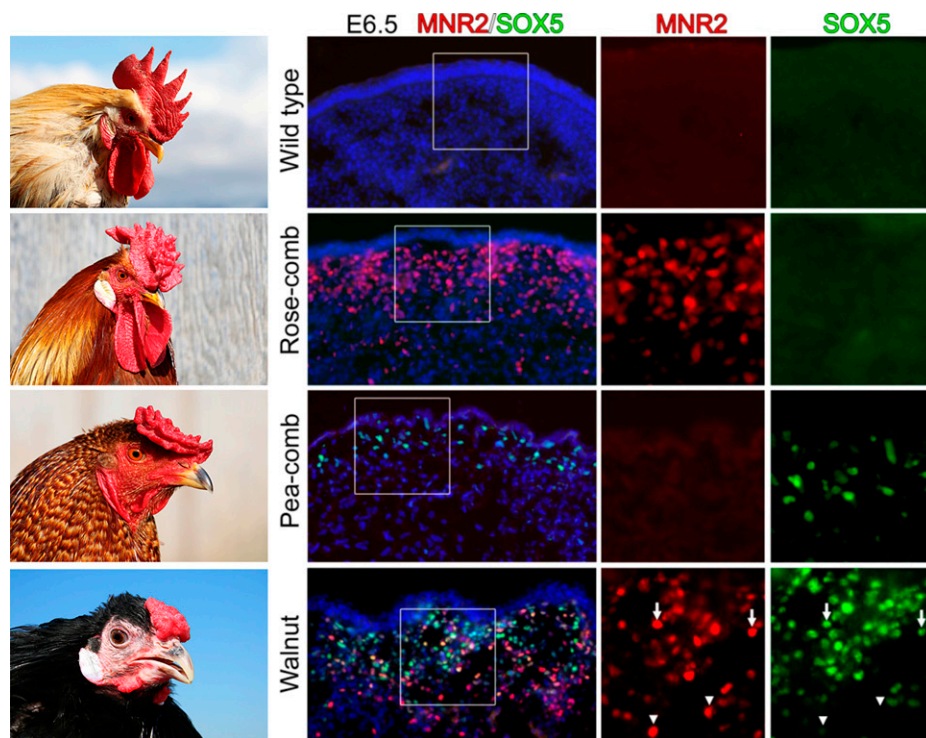 E6.5 MNR2/SOX5 MNR2 SOX5
Wild type
Rose-comb
Pea-comb
Walnut